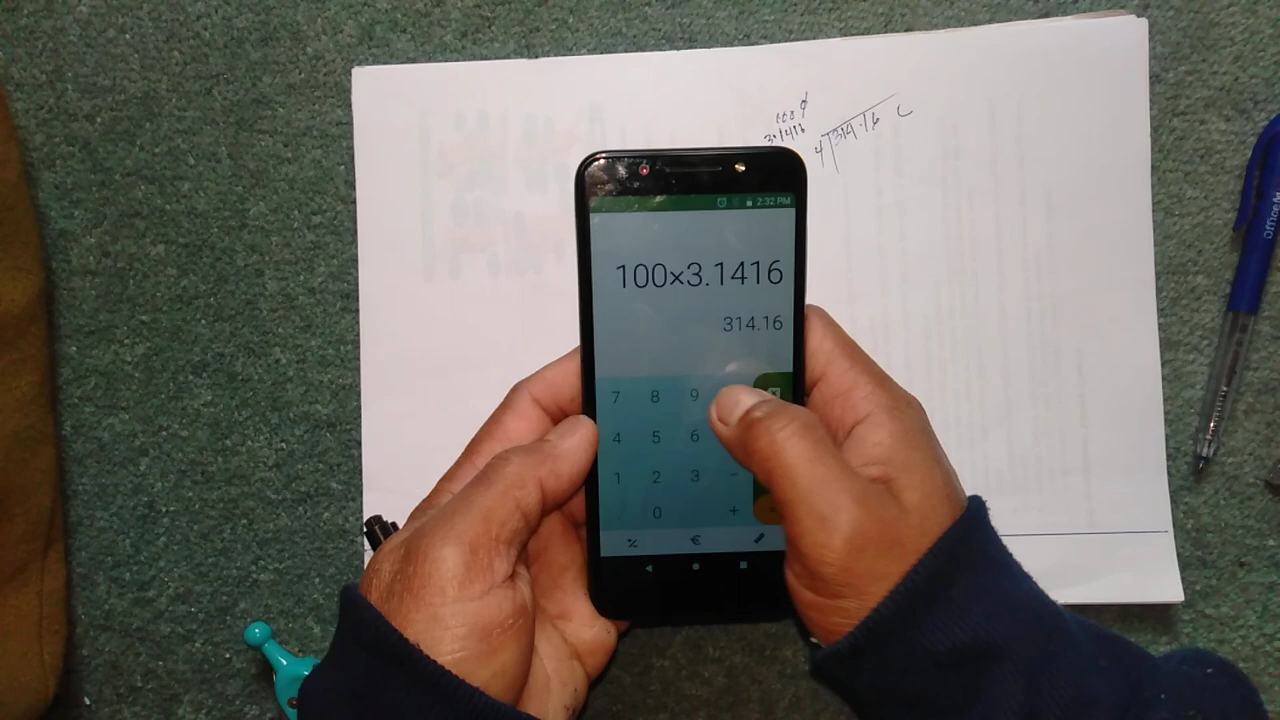 3.1416
4 314.16
2:32 PM
100×3.1416
314.16
7 8 9
4 5 6
1 2 3 −
0 +
€
Office